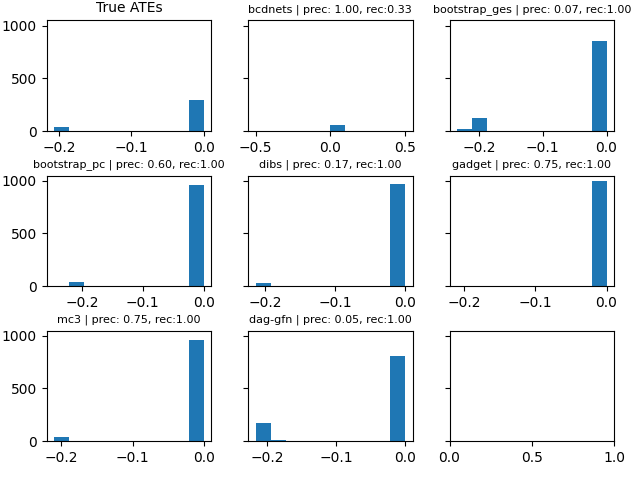 True ATEs
bcdnets | prec: 1.00, rec:0.33
bootstrap_ges | prec: 0.07, rec:1.00
1000
500
0
−0.2 −0.1 0.0
−0.5 0.0 0.5
−0.2 −0.1 0.0
bootstrap_pc | prec: 0.60, rec:1.00
dibs | prec: 0.17, rec:1.00
gadget | prec: 0.75, rec:1.00
1000
500
0
−0.2 −0.1 0.0
−0.2 −0.1 0.0
−0.2 −0.1 0.0
mc3 | prec: 0.75, rec:1.00
dag-gfn | prec: 0.05, rec:1.00
1000
500
0
−0.2 −0.1 0.0
−0.2 −0.1 0.0
0.0 0.5 1.0